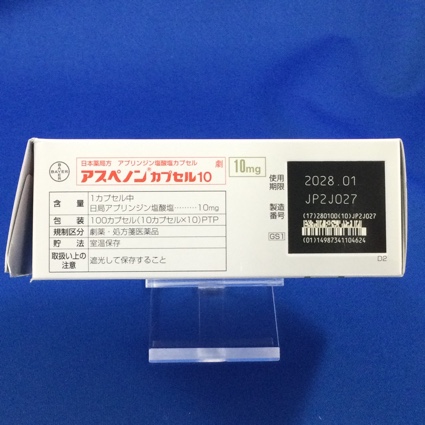 BAYER
日本薬局方 アプリンジン塩酸塩カプセル 劇
アスペノン®カプセル10
10mg
含量 1カプセル中
日局アプリンジン塩酸塩………10mg
包装 100カプセル(10カプセル×10)PTP
規制区分 劇薬・処方箋医薬品
貯法 室温保存
取扱い上の注意 遮光して保存すること
使用期限 2028.01
製造番号 JP2J027
(17)280100(10)JP2J027
GS1
(01)14987341104624
D2